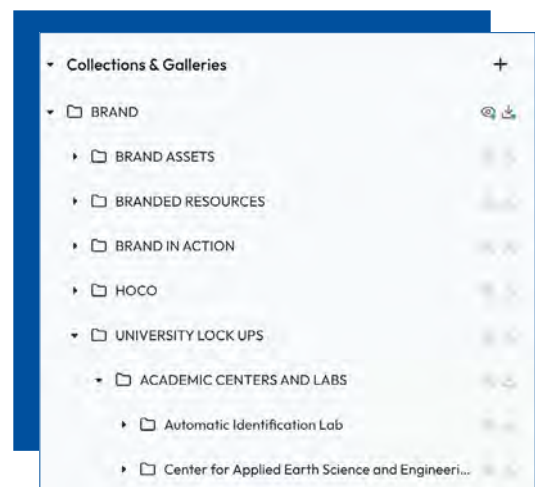 Collections & Galleries
BRAND
BRAND ASSETS
BRANDED RESOURCES
BRAND IN ACTION
HOCO
UNIVERSITY LOCK UPS
ACADEMIC CENTERS AND LABS
Automatic Identification Lab
Center for Applied Earth Science and Engineeri...